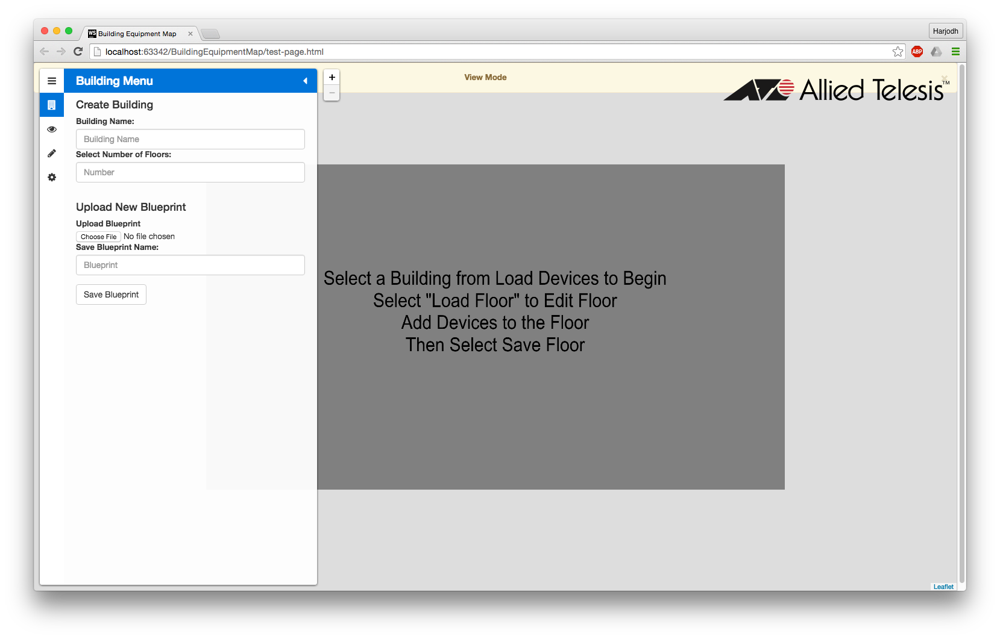 WS Building Equipment Map
Harjodh
localhost:63342/BuildingEquipmentMap/test-page.html
ABP
Building Menu
+
−
View Mode
Allied Telesis™
Create Building
Building Name:
Building Name
Select Number of Floors:
Number
Upload New Blueprint
Upload Blueprint
Choose File No file chosen
Save Blueprint Name:
Blueprint
Save Blueprint
Select a Building from Load Devices to Begin
Select "Load Floor" to Edit Floor
Add Devices to the Floor
Then Select Save Floor
Leaflet